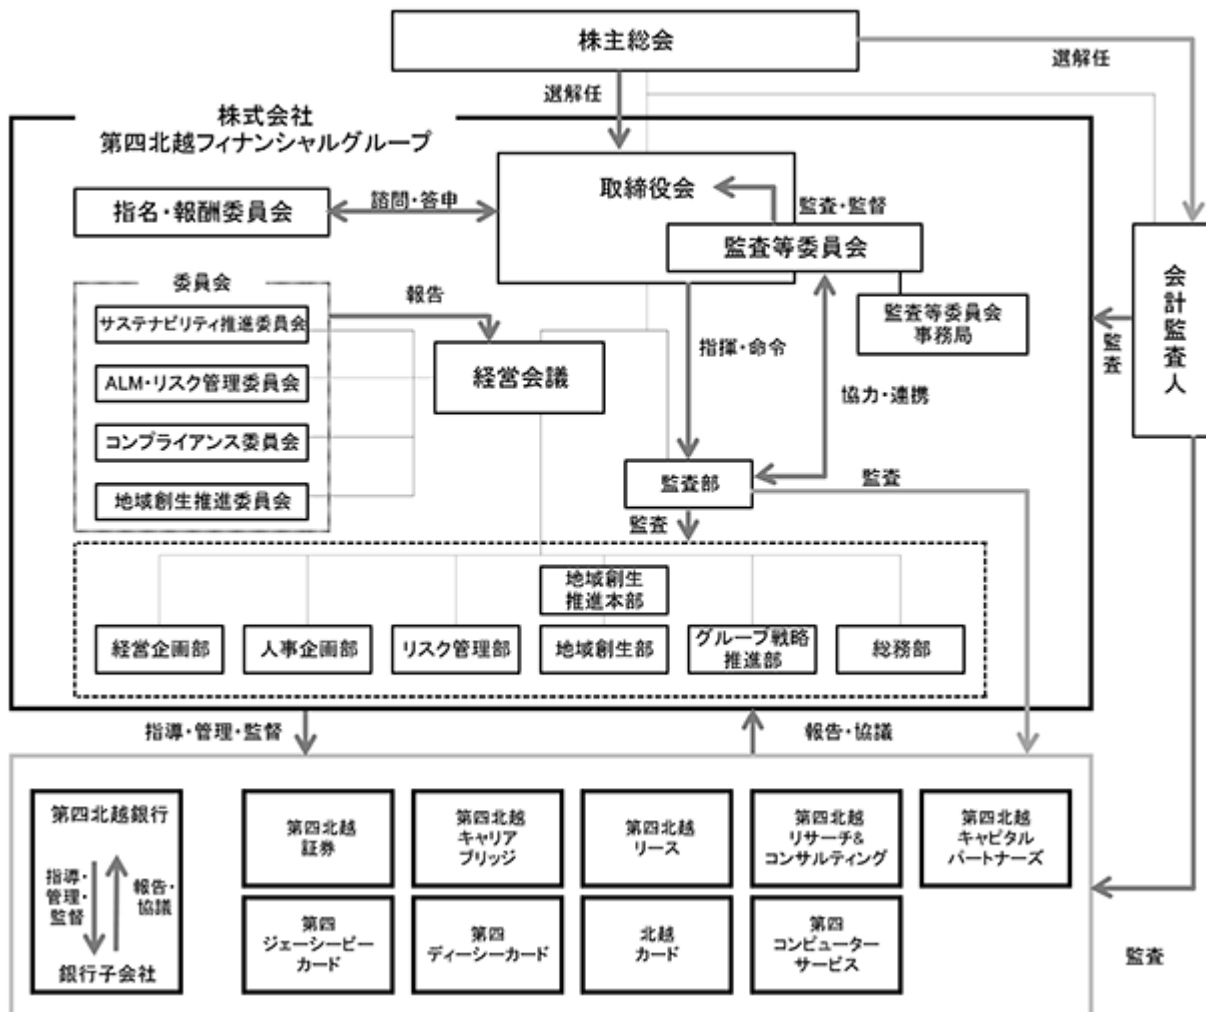 株主総会
選解任
選解任
株式会社
第四北越フィナンシャルグループ
取締役会
指名・報酬委員会
諮問・答申
監査・監督
監査等委員会
監査等委員会
事務局
会計監査人
監査
委員会
サステナビリティ推進委員会
ALM・リスク管理委員会
コンプライアンス委員会
地域創生推進委員会
報告
経営会議
指揮・命令
協力・連携
監査部
監査
監査
地域創生
推進本部
経営企画部
人事企画部
リスク管理部
地域創生部
グループ戦略
推進部
総務部
指導・管理・監督
報告・協議
第四北越銀行
指導・
管理・
監督
報告・
協議
銀行子会社
第四北越
証券
第四北越
キャリア
ブリッジ
第四北越
リース
第四北越
リサーチ&
コンサルティング
第四北越
キャピタル
パートナーズ
第四
ジェーシービー
カード
第四
ディーシーカード
北越
カード
第四
コンピューター
サービス
監査